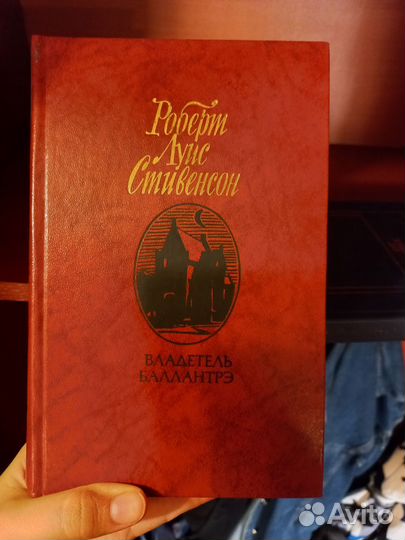 Роберт
Луис
Стивенсон
ВЛАДЕТЕЛЬ
БАЛЛАНТРЭ
Avito